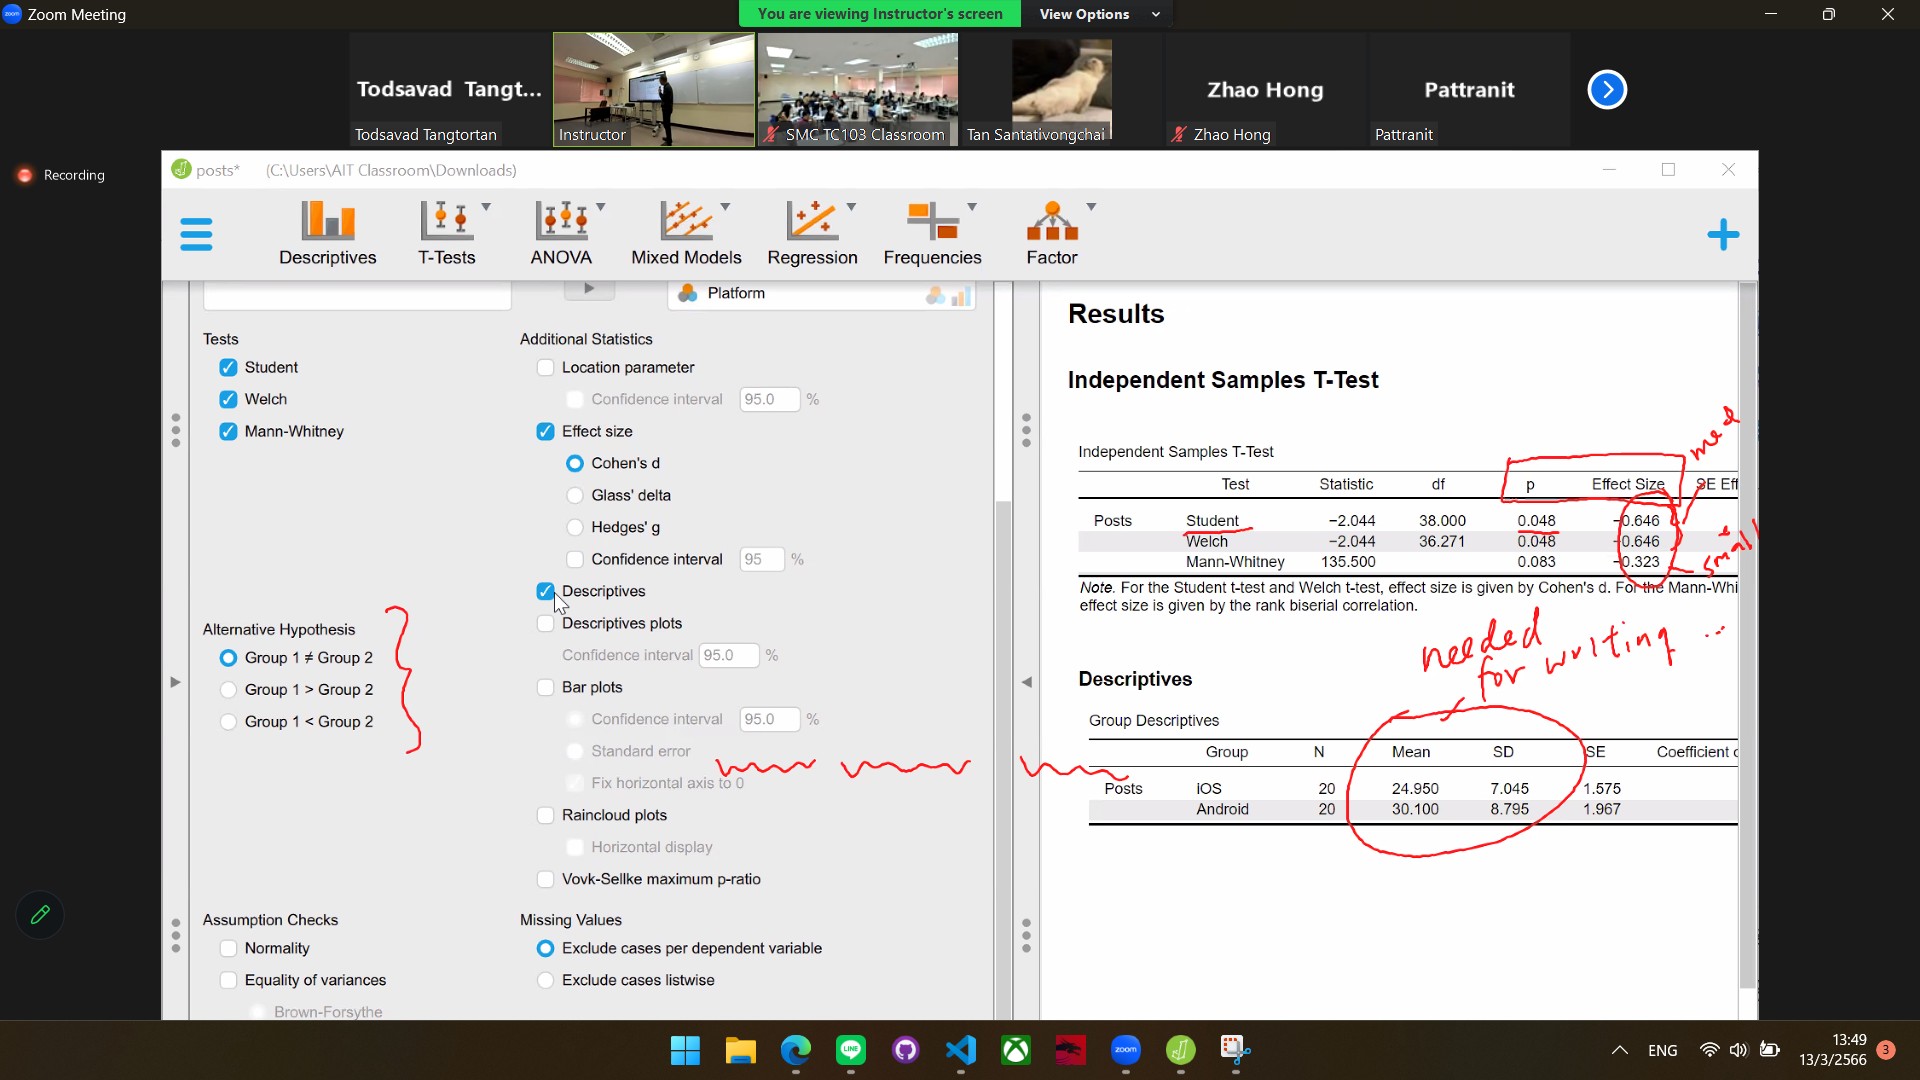 Zoom Meeting
You are viewing Instructor's screen View Options
Todsavad Tangt... Zhao Hong Pattranit
Todsavad Tangtortan Instructor SMC TC103 Classroom Tan Santativongchai Zhao Hong Pattranit
Recording
posts* (C:\Users\AIT Classroom\Downloads)
Descriptives T-Tests ANOVA Mixed Models Regression Frequencies Factor
Platform
Tests
Student
Welch
Mann-Whitney
Alternative Hypothesis
Group 1 ≠ Group 2
Group 1 > Group 2
Group 1 < Group 2
Assumption Checks
Normality
Equality of variances
Brown-Forsythe
Additional Statistics
Location parameter
Confidence interval 95.0 %
Effect size
Cohen's d
Glass' delta
Hedges' g
Confidence interval 95 %
Descriptives
Descriptives plots
Confidence interval 95.0 %
Bar plots
Confidence interval 95.0 %
Standard error
Fix horizontal axis to 0
Raincloud plots
Horizontal display
Vovk-Sellke maximum p-ratio
Missing Values
Exclude cases per dependent variable
Exclude cases listwise
Results
Independent Samples T-Test
med
Independent Samples T-Test
Test Statistic df p Effect Size SE Eff
Posts Student −2.044 38.000 0.048 −0.646
Welch −2.044 36.271 0.048 −0.646
Mann-Whitney 135.500 0.083 −0.323
small
Note. For the Student t-test and Welch t-test, effect size is given by Cohen's d. For the Mann-Whi
effect size is given by the rank biserial correlation.
needed
for writing ...
Descriptives
Group Descriptives
Group N Mean SD SE Coefficient o
Posts iOS 20 24.950 7.045 1.575
Android 20 30.100 8.795 1.967
zoom
ENG 13:49
13/3/2566 3